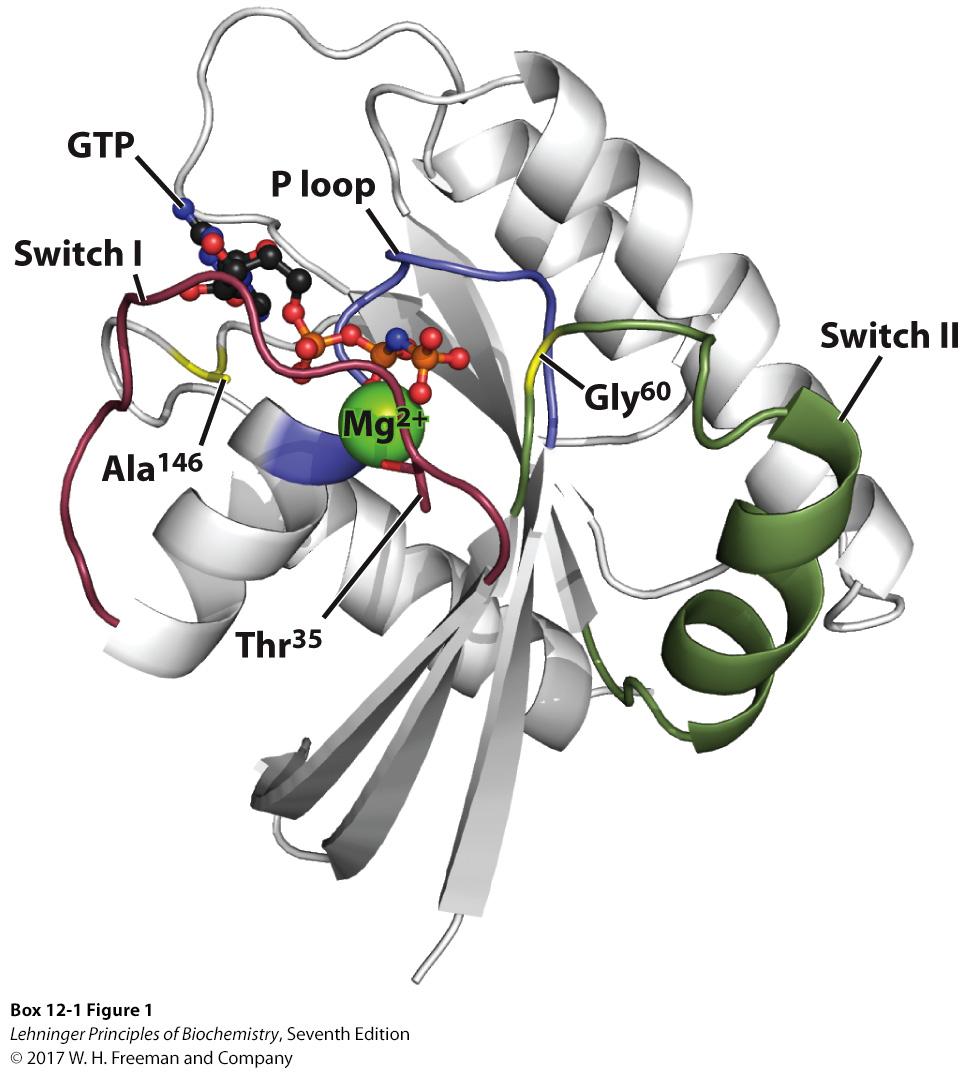 GTP
P loop
Switch I
Switch II
Gly⁶⁰
Mg²⁺
Ala¹⁴⁶
Thr³⁵
Box 12-1 Figure 1
Lehninger Principles of Biochemistry, Seventh Edition
© 2017 W. H. Freeman and Company